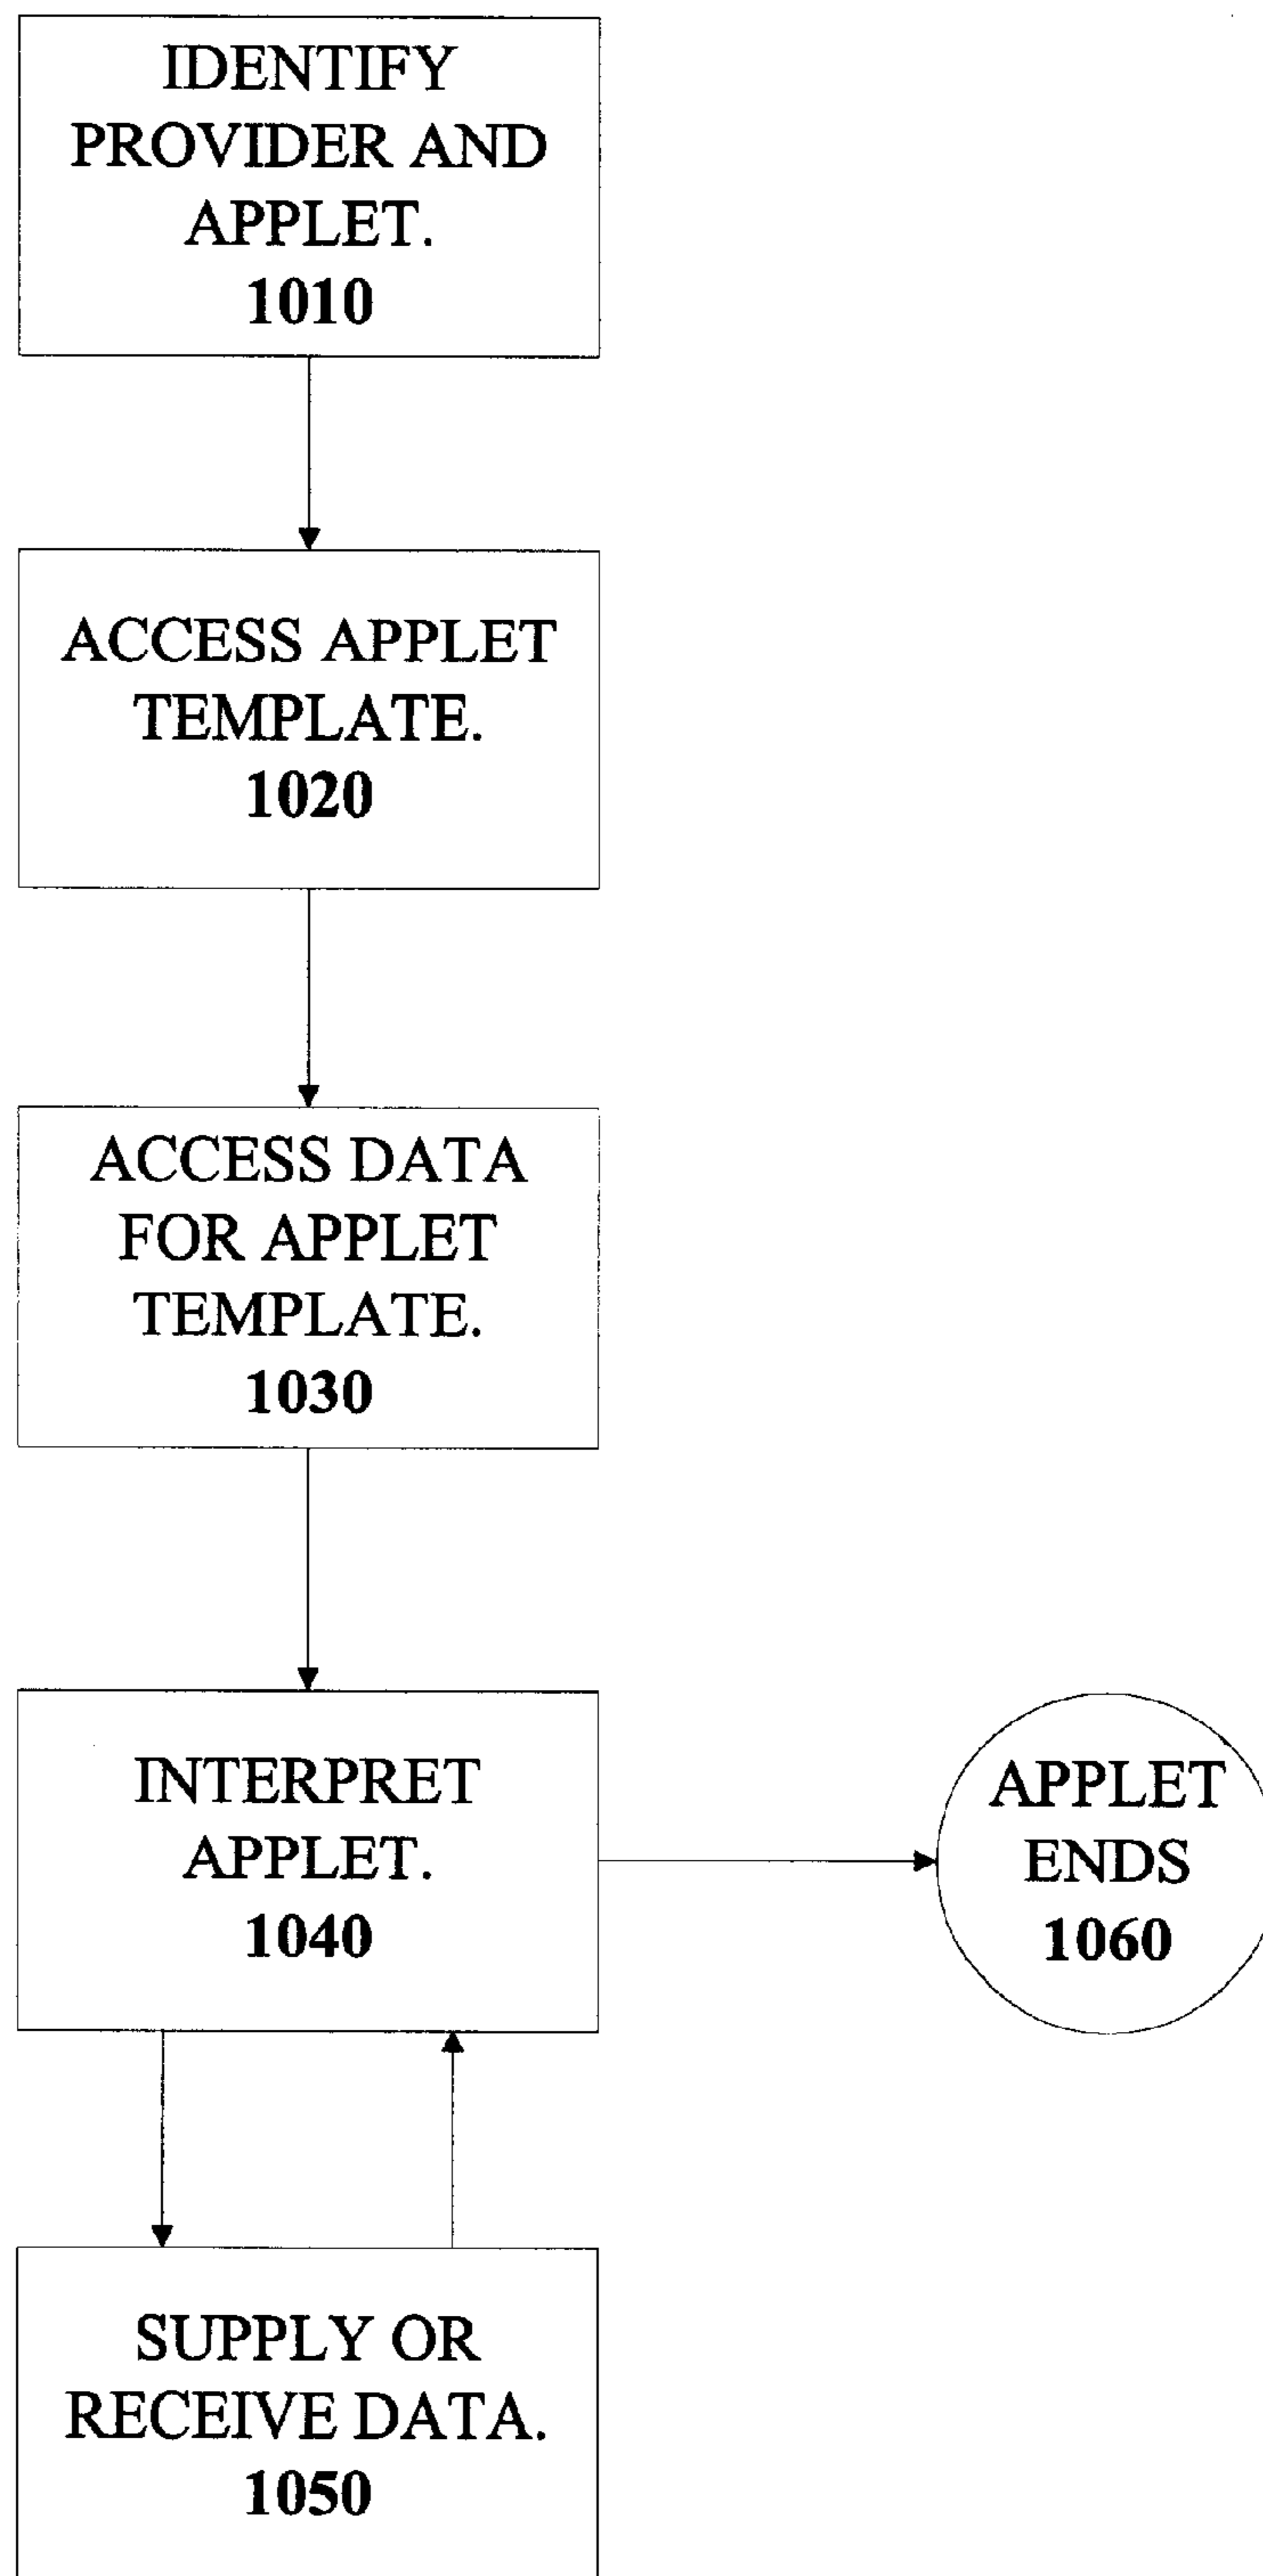 IDENTIFY
PROVIDER AND
APPLET.
1010
ACCESS APPLET
TEMPLATE.
1020
ACCESS DATA
FOR APPLET
TEMPLATE.
1030
INTERPRET
APPLET.
1040
APPLET
ENDS
1060
SUPPLY OR
RECEIVE DATA.
1050